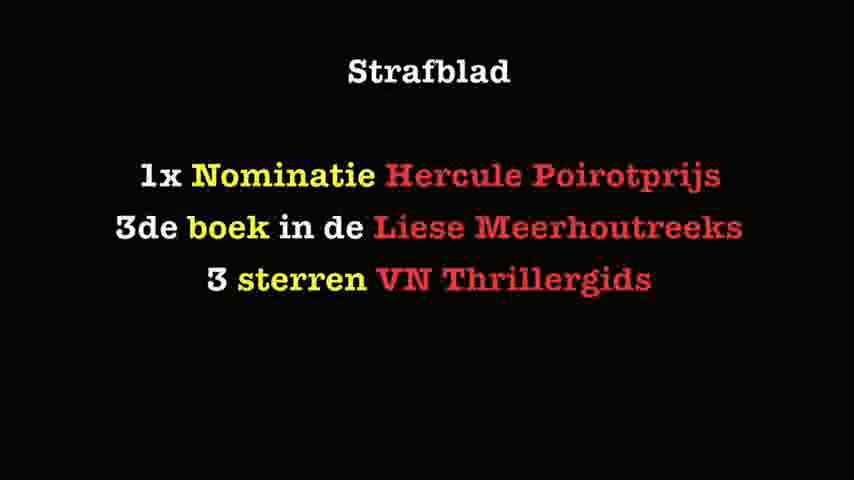 Strafblad
1x Nominatie Hercule Poirotprijs
3de boek in de Liese Meerhoutreeks
3 sterren VN Thrillergids